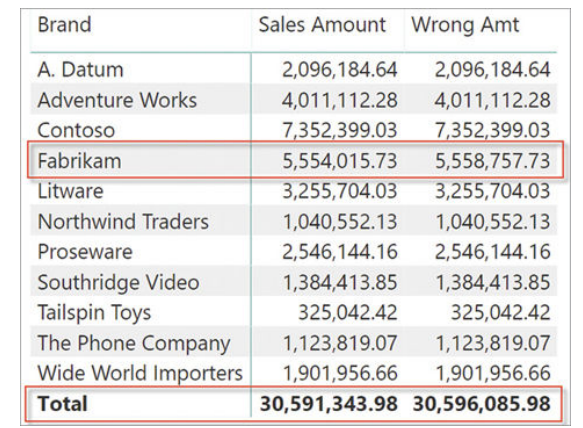 Brand Sales Amount Wrong Amt
A. Datum 2,096,184.64 2,096,184.64
Adventure Works 4,011,112.28 4,011,112.28
Contoso 7,352,399.03 7,352,399.03
Fabrikam 5,554,015.73 5,558,757.73
Litware 3,255,704.03 3,255,704.03
Northwind Traders 1,040,552.13 1,040,552.13
Proseware 2,546,144.16 2,546,144.16
Southridge Video 1,384,413.85 1,384,413.85
Tailspin Toys 325,042.42 325,042.42
The Phone Company 1,123,819.07 1,123,819.07
Wide World Importers 1,901,956.66 1,901,956.66
Total 30,591,343.98 30,596,085.98